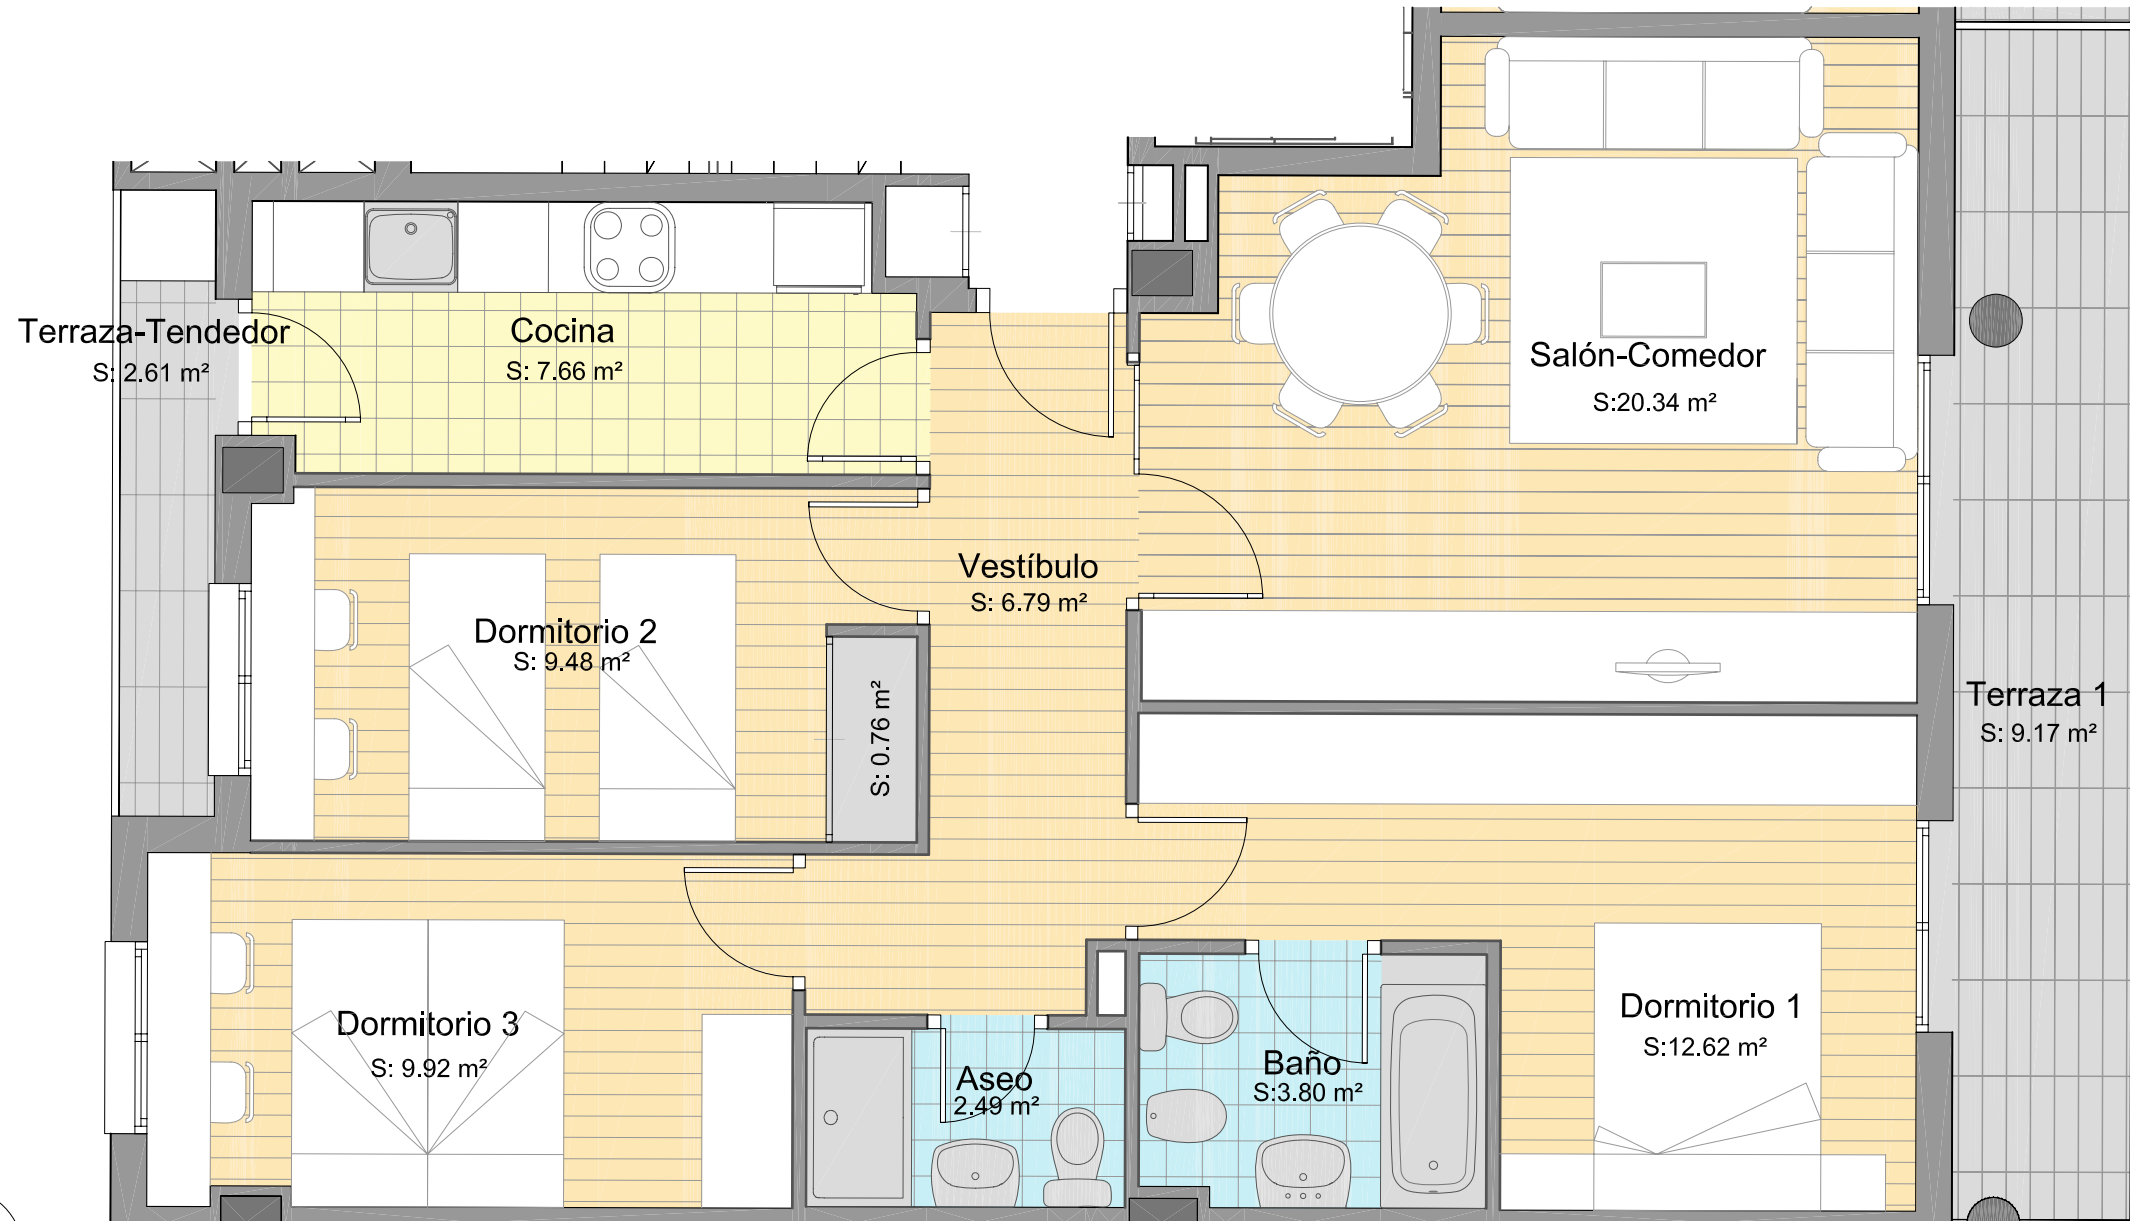 Terraza-Tendedor
S: 2.61 m²
Cocina
S: 7.66 m²
Salón-Comedor
S:20.34 m²
Vestíbulo
S: 6.79 m²
Dormitorio 2
S: 9.48 m²
S: 0.76 m²
Terraza 1
S: 9.17 m²
Dormitorio 3
S: 9.92 m²
Aseo
2.49 m²
Baño
S:3.80 m²
Dormitorio 1
S:12.62 m²